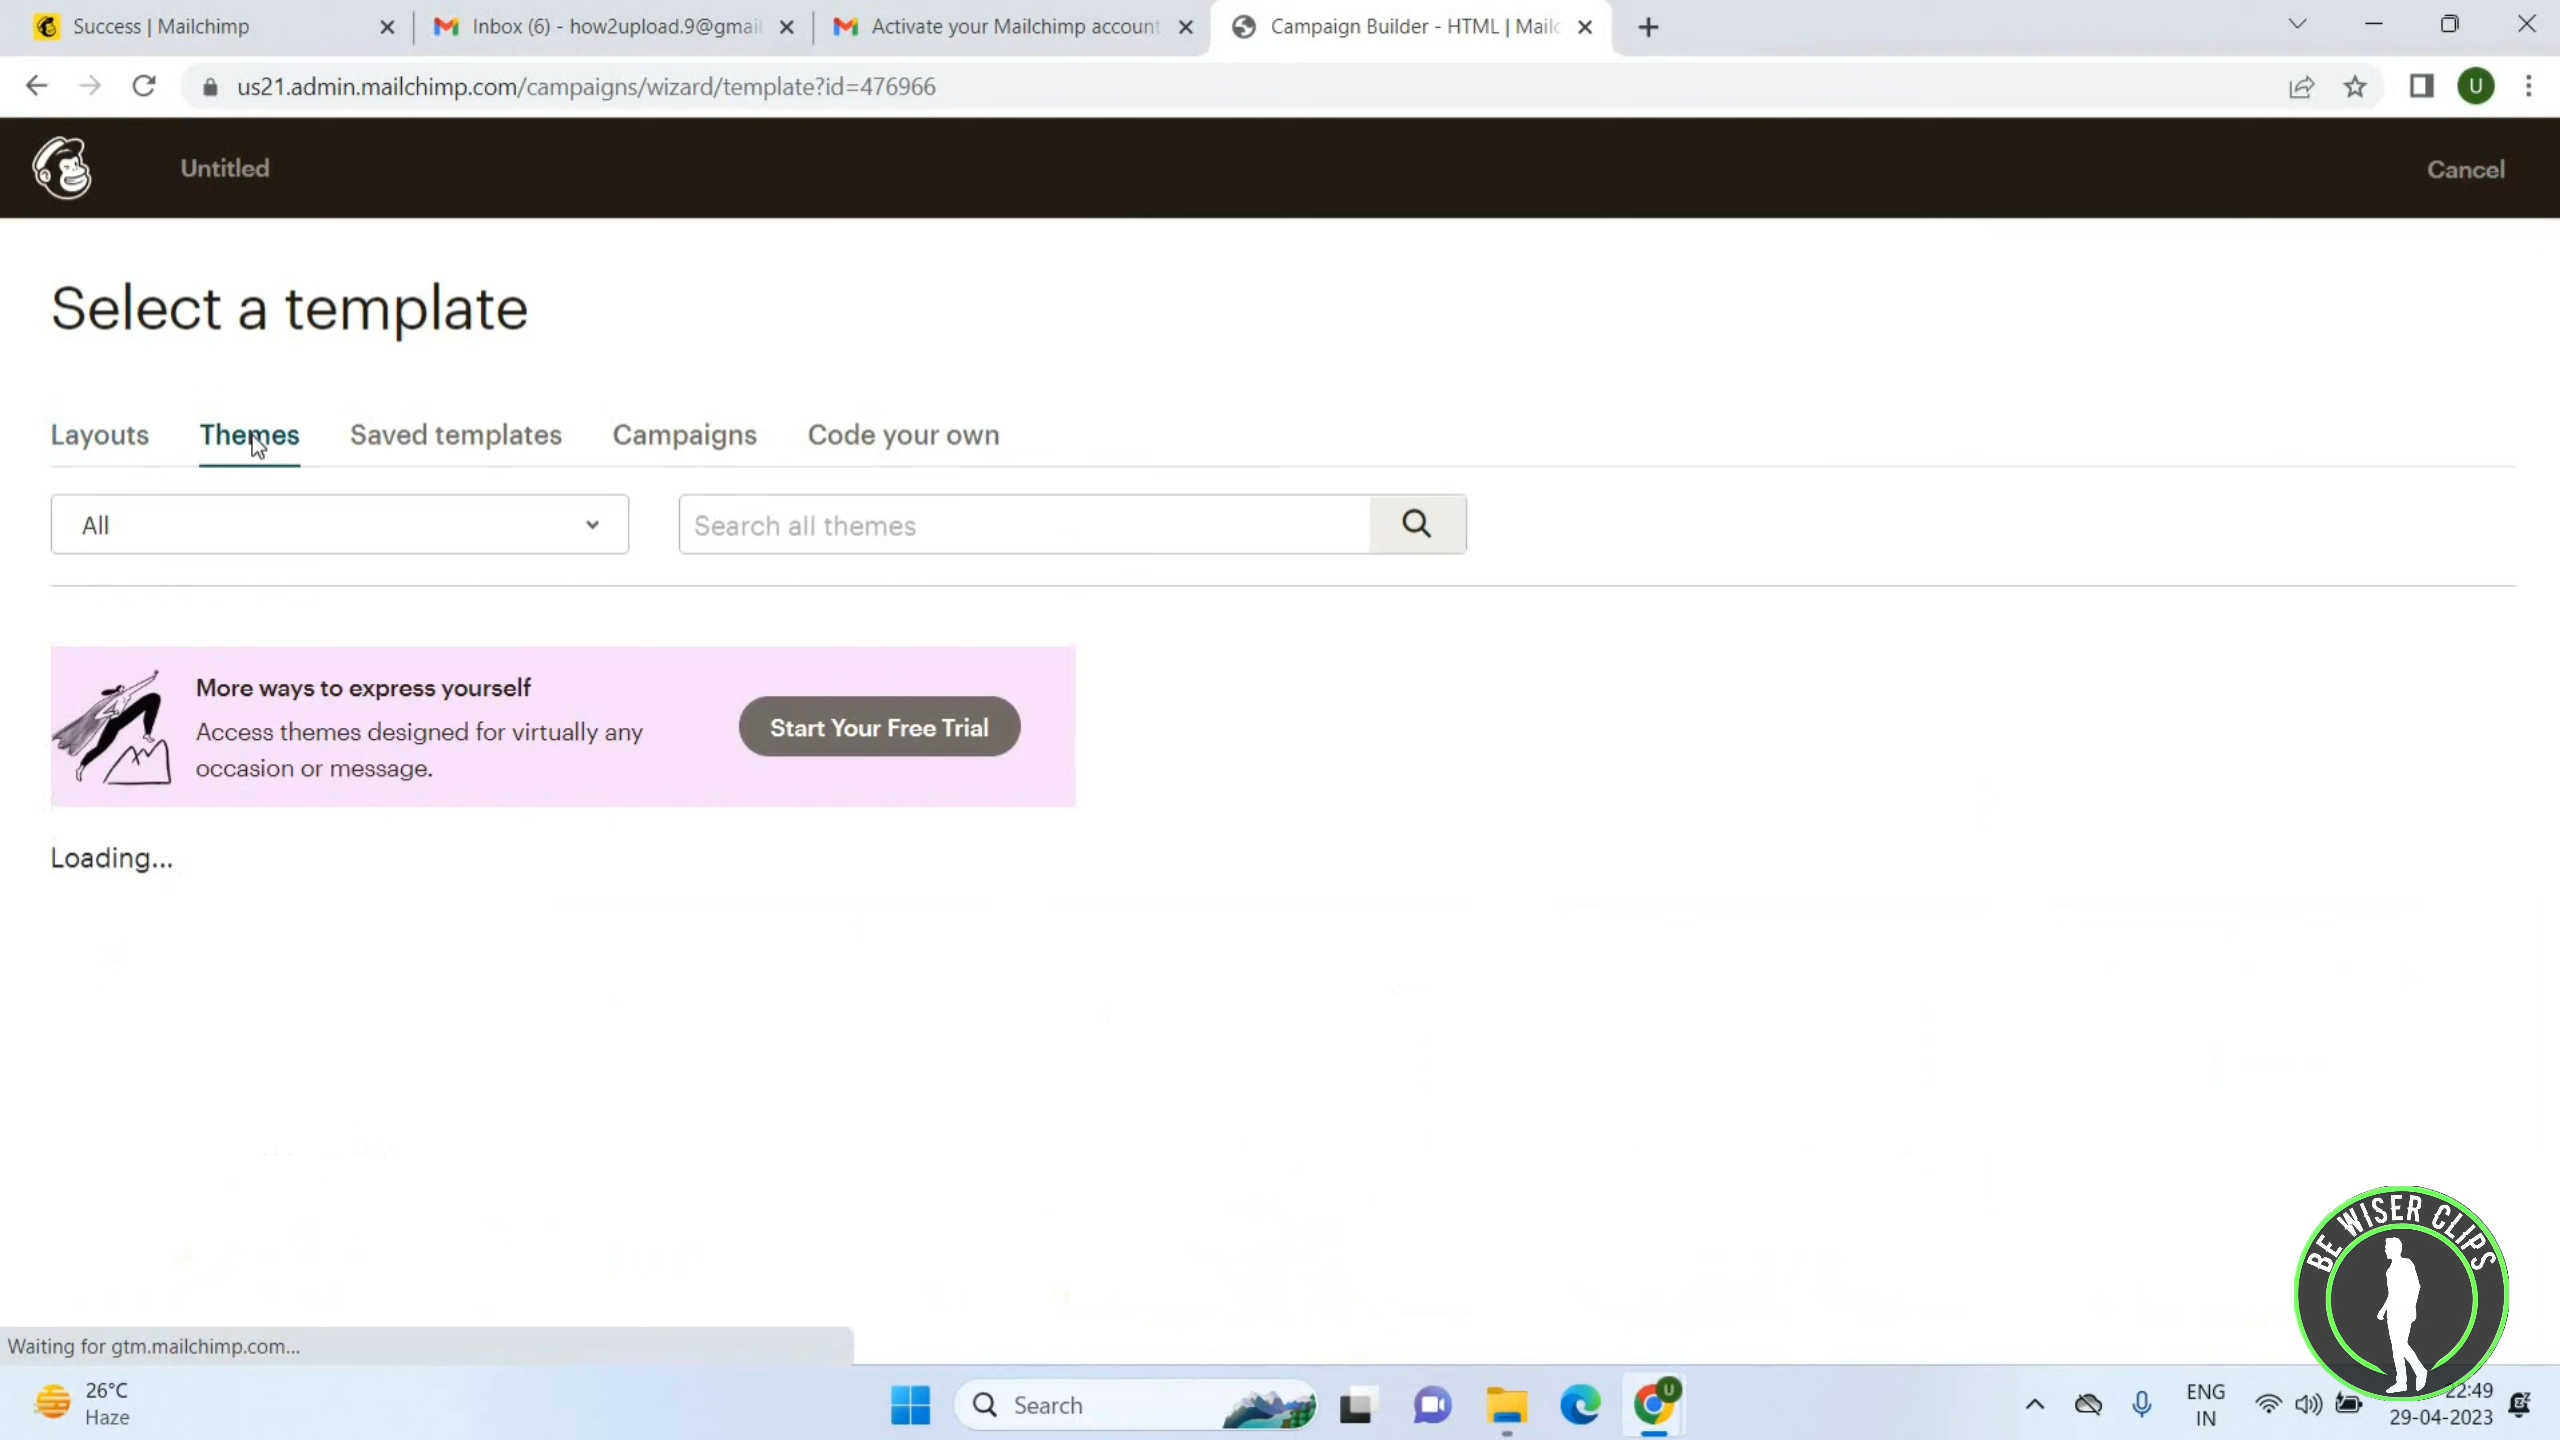 Success | Mailchimp
Inbox (6) - how2upload.9@gmail
Activate your Mailchimp account
Campaign Builder - HTML | Mailc
us21.admin.mailchimp.com/campaigns/wizard/template?id=476966
U
Untitled
Cancel
Select a template
Layouts
Themes
Saved templates
Campaigns
Code your own
All
Search all themes
More ways to express yourself
Access themes designed for virtually any
occasion or message.
Start Your Free Trial
Loading...
BE WISER CLIPS
Waiting for gtm.mailchimp.com...
26°C
Haze
Search
U
ENG
IN
22:49
29-04-2023